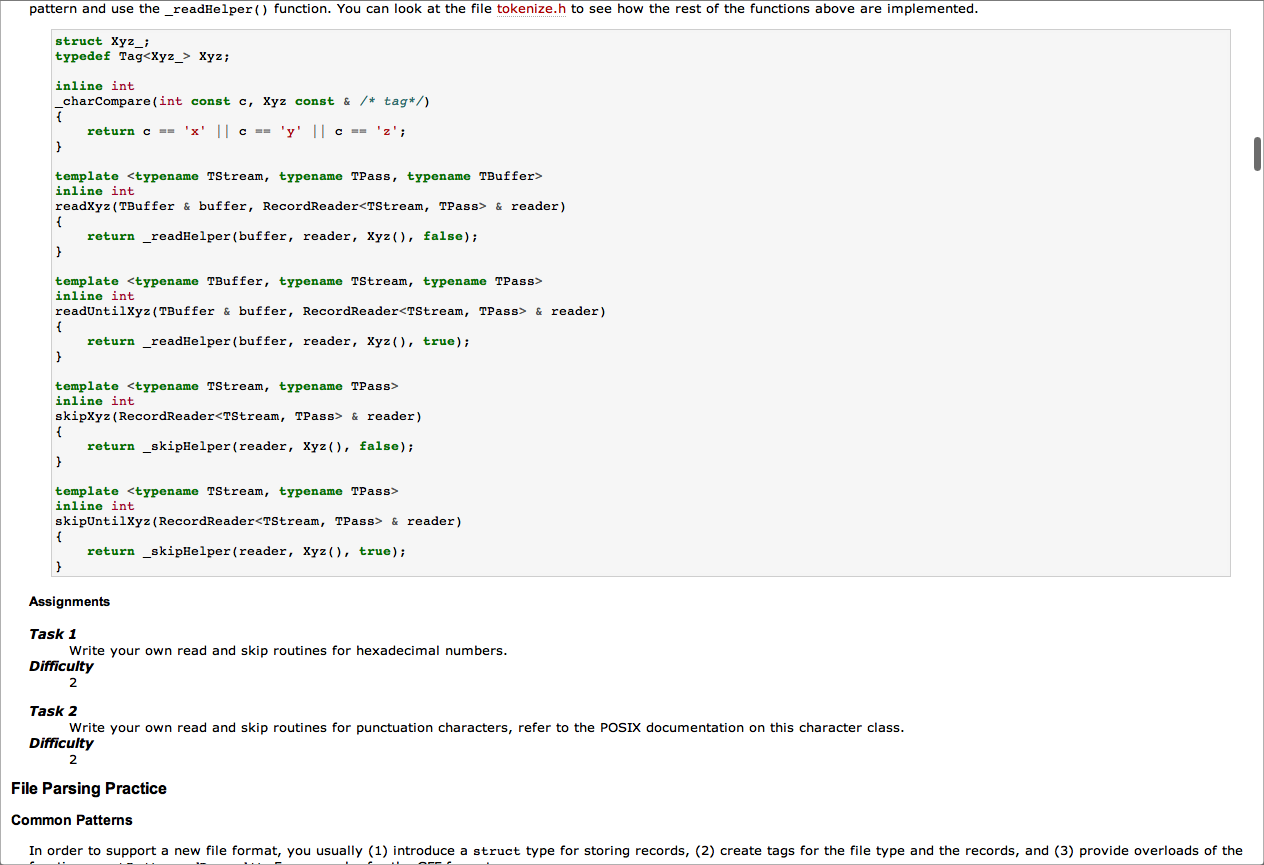 pattern and use the _readHelper() function. You can look at the file tokenize.h to see how the rest of the functions above are implemented.
struct Xyz_;
typedef Tag<Xyz_> Xyz;
inline int
_charCompare(int const c, Xyz const & /* tag*/)
{
    return c == 'x' || c == 'y' || c == 'z';
}
template <typename TStream, typename TPass, typename TBuffer>
inline int
readXyz(TBuffer & buffer, RecordReader<TStream, TPass> & reader)
{
    return _readHelper(buffer, reader, Xyz(), false);
}
template <typename TBuffer, typename TStream, typename TPass>
inline int
readUntilXyz(TBuffer & buffer, RecordReader<TStream, TPass> & reader)
{
    return _readHelper(buffer, reader, Xyz(), true);
}
template <typename TStream, typename TPass>
inline int
skipXyz(RecordReader<TStream, TPass> & reader)
{
    return _skipHelper(reader, Xyz(), false);
}
template <typename TStream, typename TPass>
inline int
skipUntilXyz(RecordReader<TStream, TPass> & reader)
{
    return _skipHelper(reader, Xyz(), true);
}
Assignments
Task 1
Write your own read and skip routines for hexadecimal numbers.
Difficulty
2
Task 2
Write your own read and skip routines for punctuation characters, refer to the POSIX documentation on this character class.
Difficulty
2
File Parsing Practice
Common Patterns
In order to support a new file format, you usually (1) introduce a struct type for storing records, (2) create tags for the file type and the records, and (3) provide overloads of the